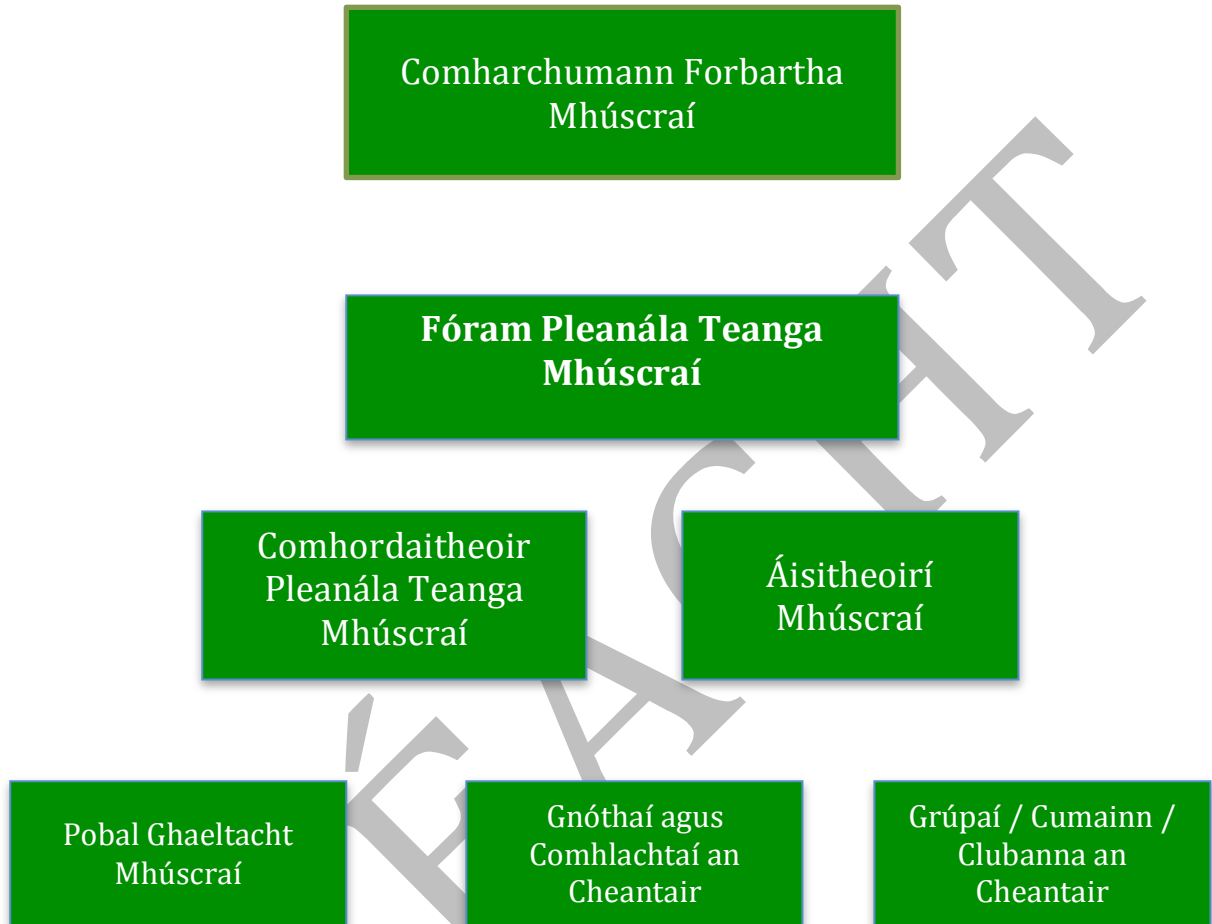 Comharchumann Forbartha
Mhúscraí
Fóram Pleanála Teanga
Mhúscraí
Comhordaitheoir
Pleanála Teanga
Mhúscraí
Áisitheoirí
Mhúscraí
Pobal Ghaeltacht
Mhúscraí
Gnóthaí agus
Comhlachtaí an
Cheantair
Grúpaí / Cumainn /
Clubanna an
Cheantair